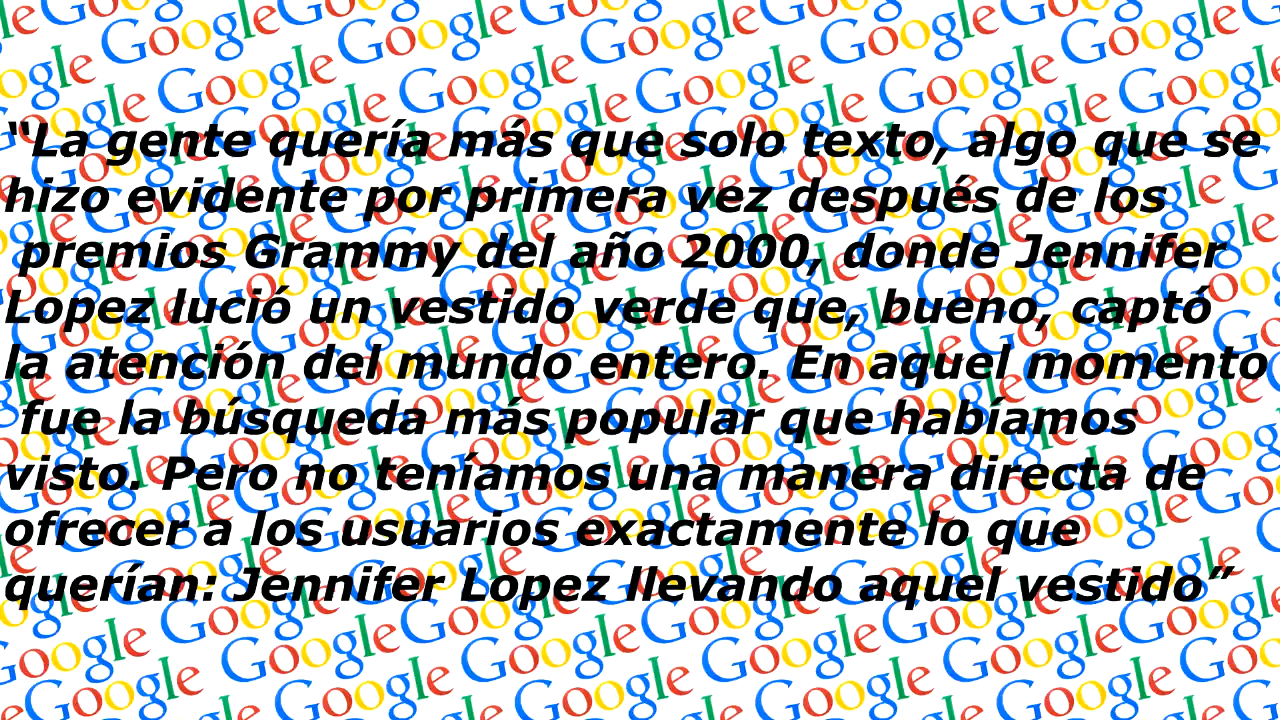 “La gente quería más que solo texto, algo que se
hizo evidente por primera vez después de los
premios Grammy del año 2000, donde Jennifer
Lopez lució un vestido verde que, bueno, captó
la atención del mundo entero. En aquel momento
fue la búsqueda más popular que habíamos
visto. Pero no teníamos una manera directa de
ofrecer a los usuarios exactamente lo que
querían: Jennifer Lopez llevando aquel vestido”